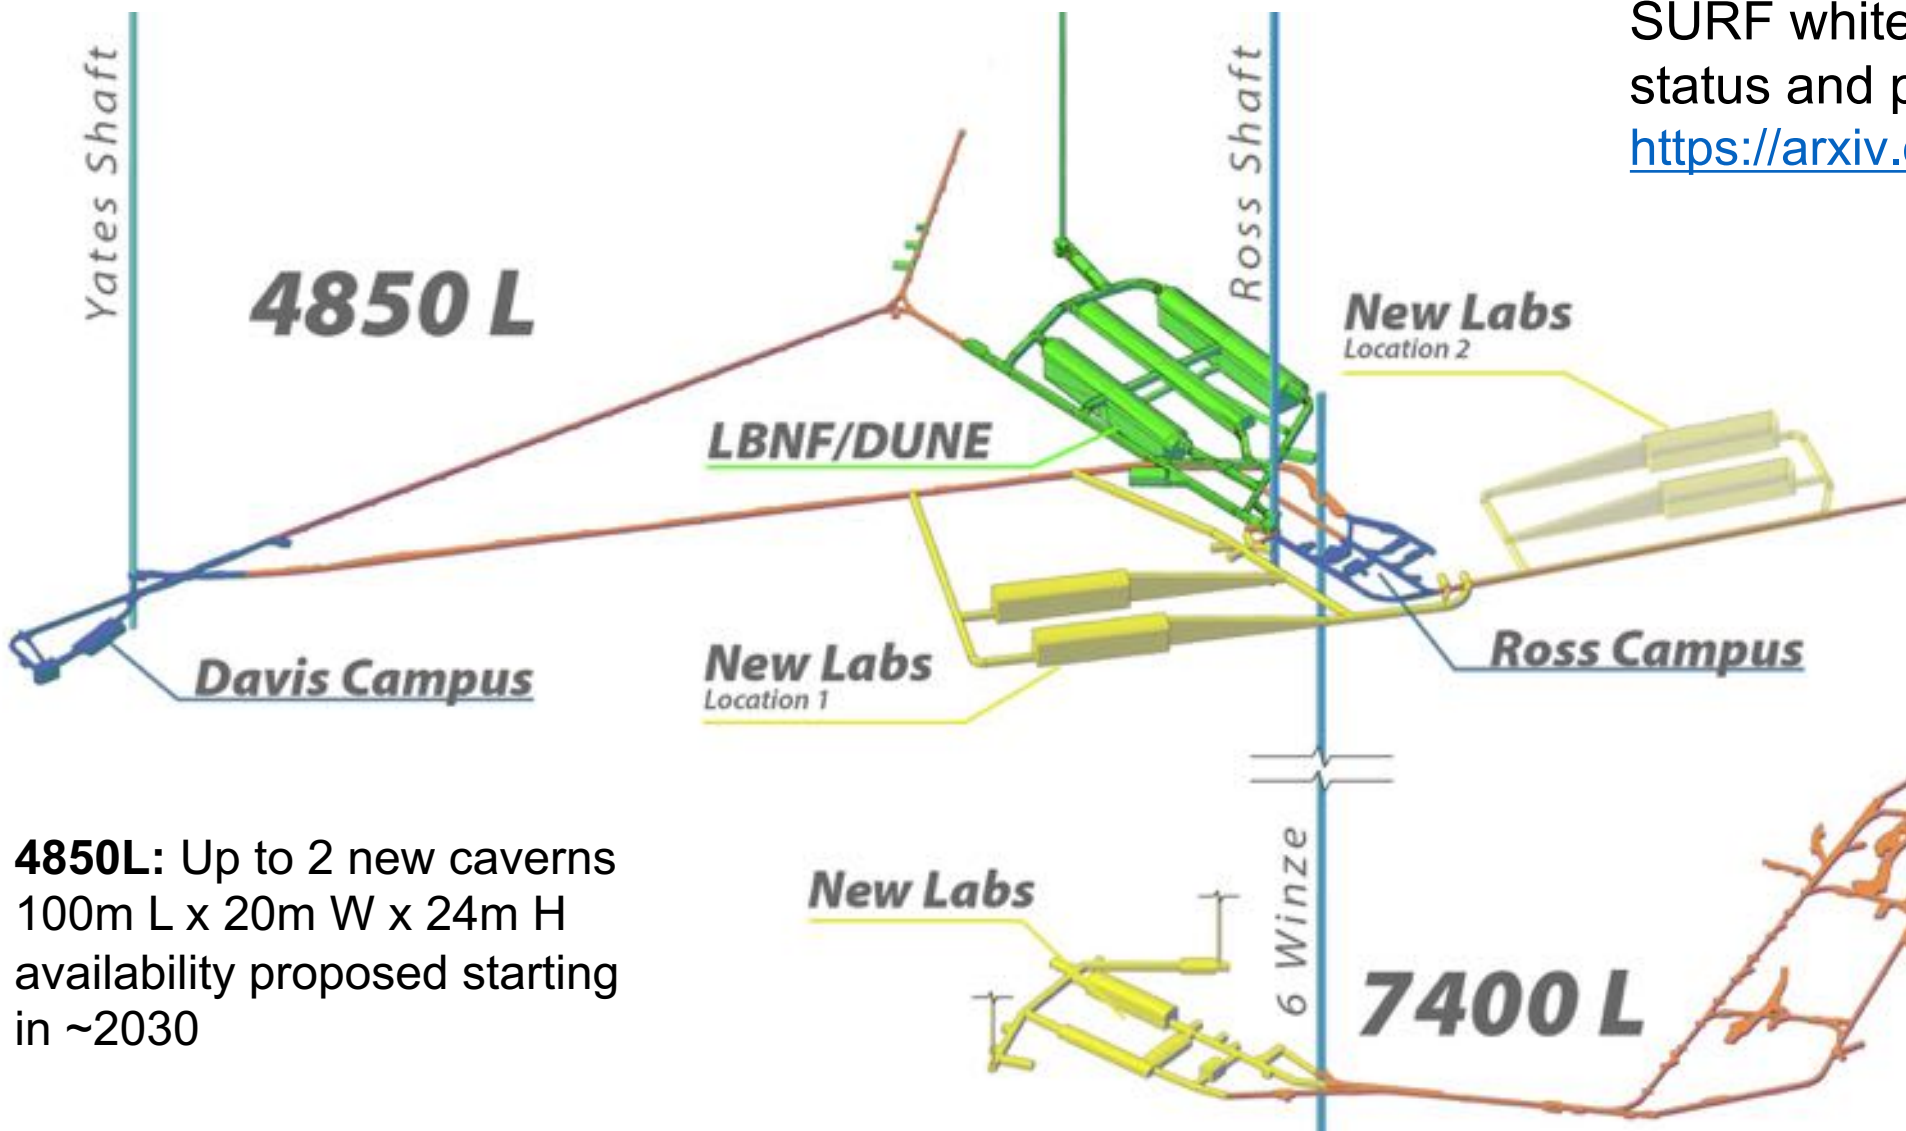 SURF white
status and p
https://arxiv.
Yates Shaft
4850 L
Ross Shaft
New Labs
Location 2
LBNF/DUNE
New Labs
Location 1
Ross Campus
Davis Campus
4850L: Up to 2 new caverns
100m L x 20m W x 24m H
availability proposed starting
in ~2030
New Labs
6 Winze
7400 L